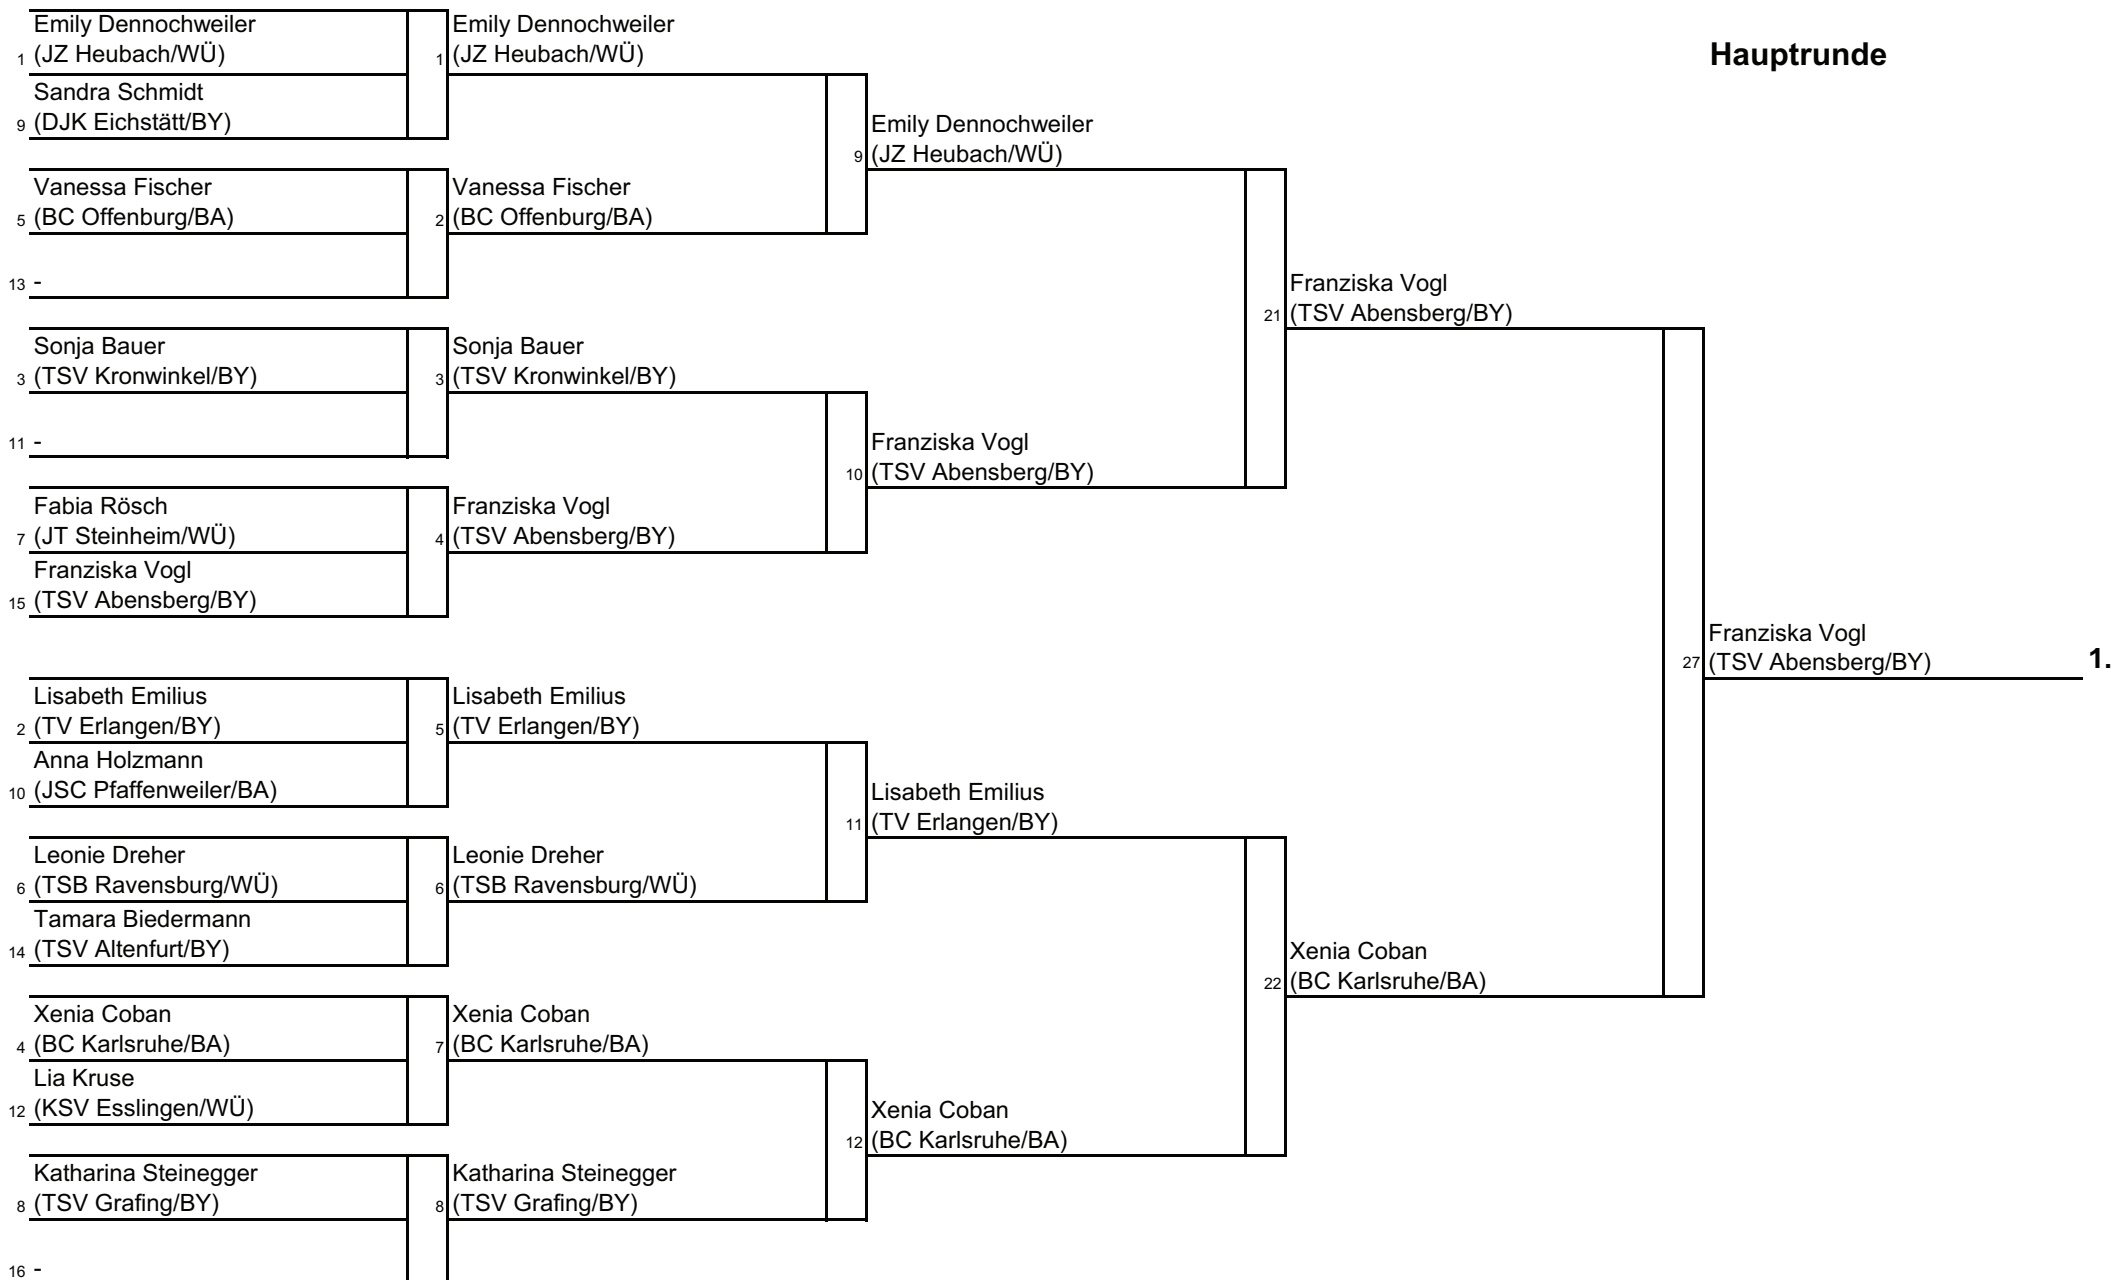 Hauptrunde
Emily Dennochweiler
1 (JZ Heubach/WÜ)
Sandra Schmidt
9 (DJK Eichstätt/BY)
Vanessa Fischer
5 (BC Offenburg/BA)
13 -
Sonja Bauer
3 (TSV Kronwinkel/BY)
11 -
Fabia Rösch
7 (JT Steinheim/WÜ)
Franziska Vogl
15 (TSV Abensberg/BY)
Lisabeth Emilius
2 (TV Erlangen/BY)
Anna Holzmann
10 (JSC Pfaffenweiler/BA)
Leonie Dreher
6 (TSB Ravensburg/WÜ)
Tamara Biedermann
14 (TSV Altenfurt/BY)
Xenia Coban
4 (BC Karlsruhe/BA)
Lia Kruse
12 (KSV Esslingen/WÜ)
Katharina Steinegger
8 (TSV Grafing/BY)
16 -
Emily Dennochweiler
1 (JZ Heubach/WÜ)
Vanessa Fischer
2 (BC Offenburg/BA)
Sonja Bauer
3 (TSV Kronwinkel/BY)
Franziska Vogl
4 (TSV Abensberg/BY)
Lisabeth Emilius
5 (TV Erlangen/BY)
Leonie Dreher
6 (TSB Ravensburg/WÜ)
Xenia Coban
7 (BC Karlsruhe/BA)
Katharina Steinegger
8 (TSV Grafing/BY)
Emily Dennochweiler
9 (JZ Heubach/WÜ)
Franziska Vogl
10 (TSV Abensberg/BY)
Lisabeth Emilius
11 (TV Erlangen/BY)
Xenia Coban
12 (BC Karlsruhe/BA)
Franziska Vogl
21 (TSV Abensberg/BY)
Xenia Coban
22 (BC Karlsruhe/BA)
Franziska Vogl
27 (TSV Abensberg/BY) 1.